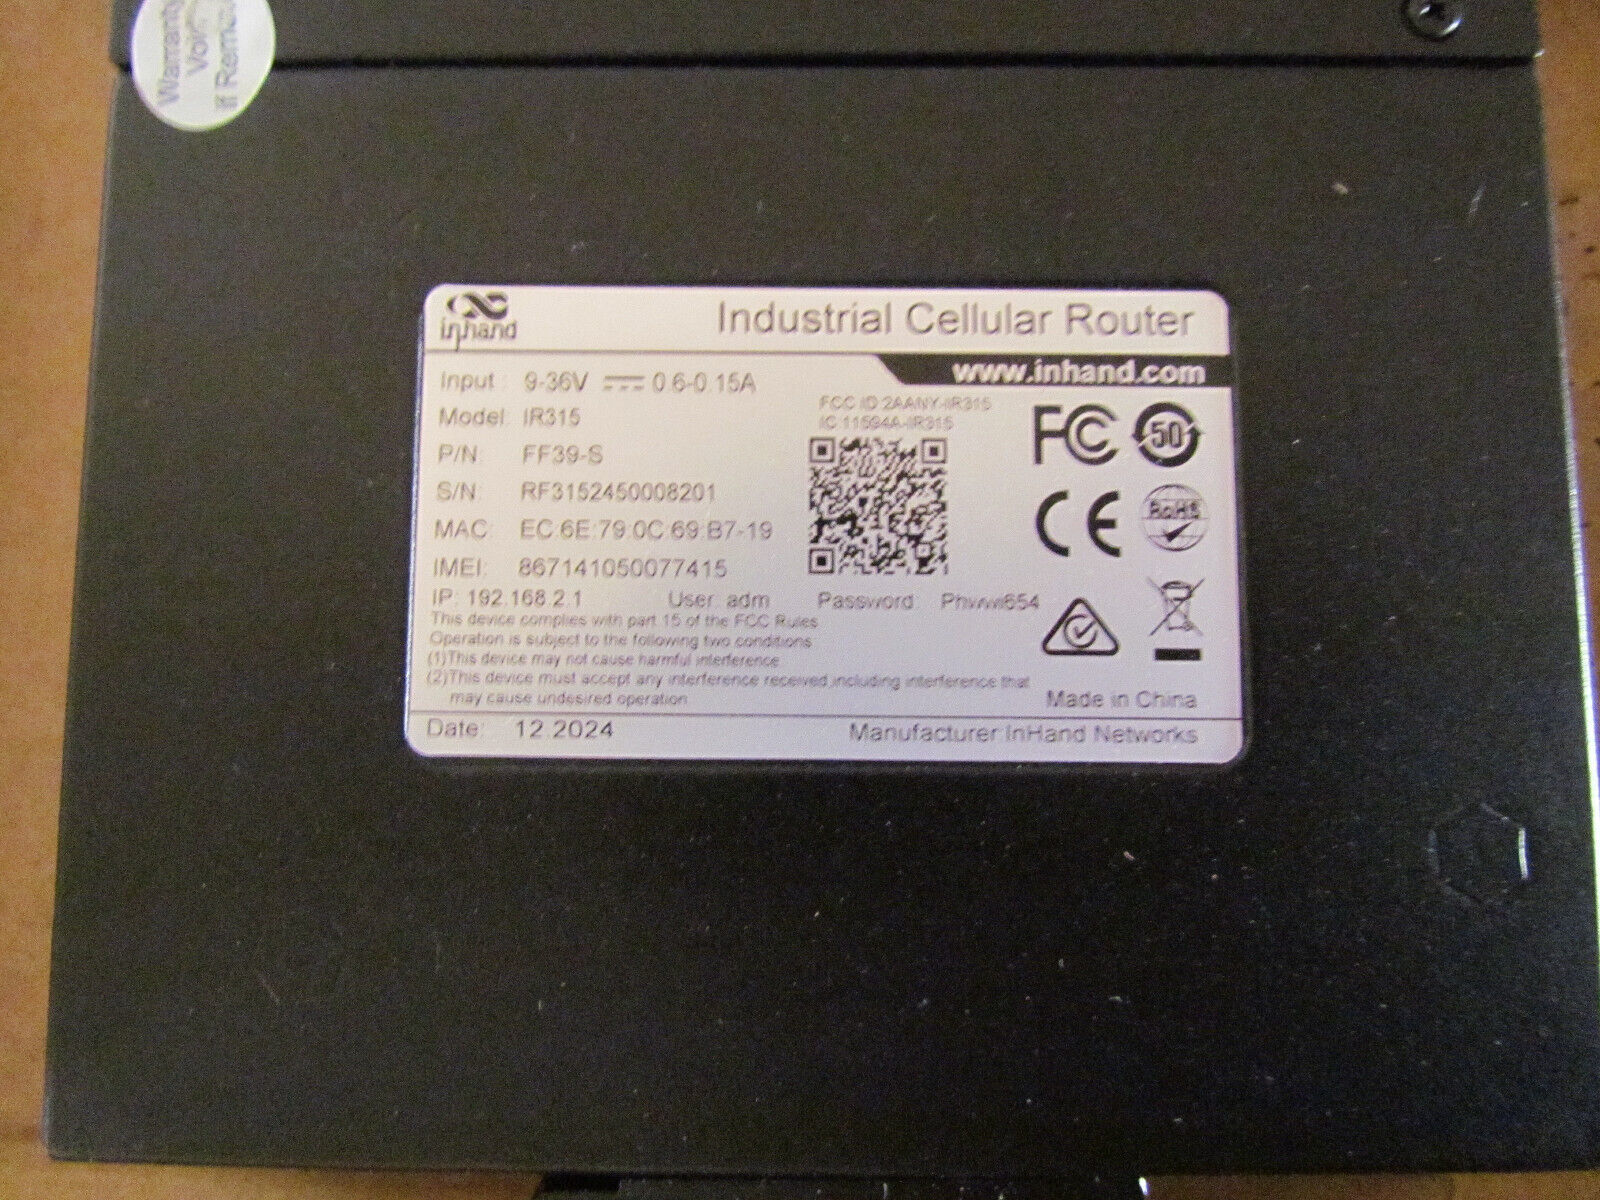 Warranty
Void
If Remov
inhand
Industrial Cellular Router
www.inhand.com
Input : 9-36V 0.6-0.15A
Model: IR315
FCC ID 2AANY-IR315
IC 11594A-IR315
P/N: FF39-S
S/N: RF3152450008201
MAC: EC:6E:79:0C:69:B7-19
IMEI: 867141050077415
IP: 192.168.2.1 User: adm Password:
This device complies with part 15 of the FCC Rules
Operation is subject to the following two conditions
(1)This device may not cause harmful interference
(2)This device must accept any interference received,including interference that
may cause undesired operation
FC
50
CE
RoHS
Made in China
Date: 12.2024
Manufacturer:InHand Networks